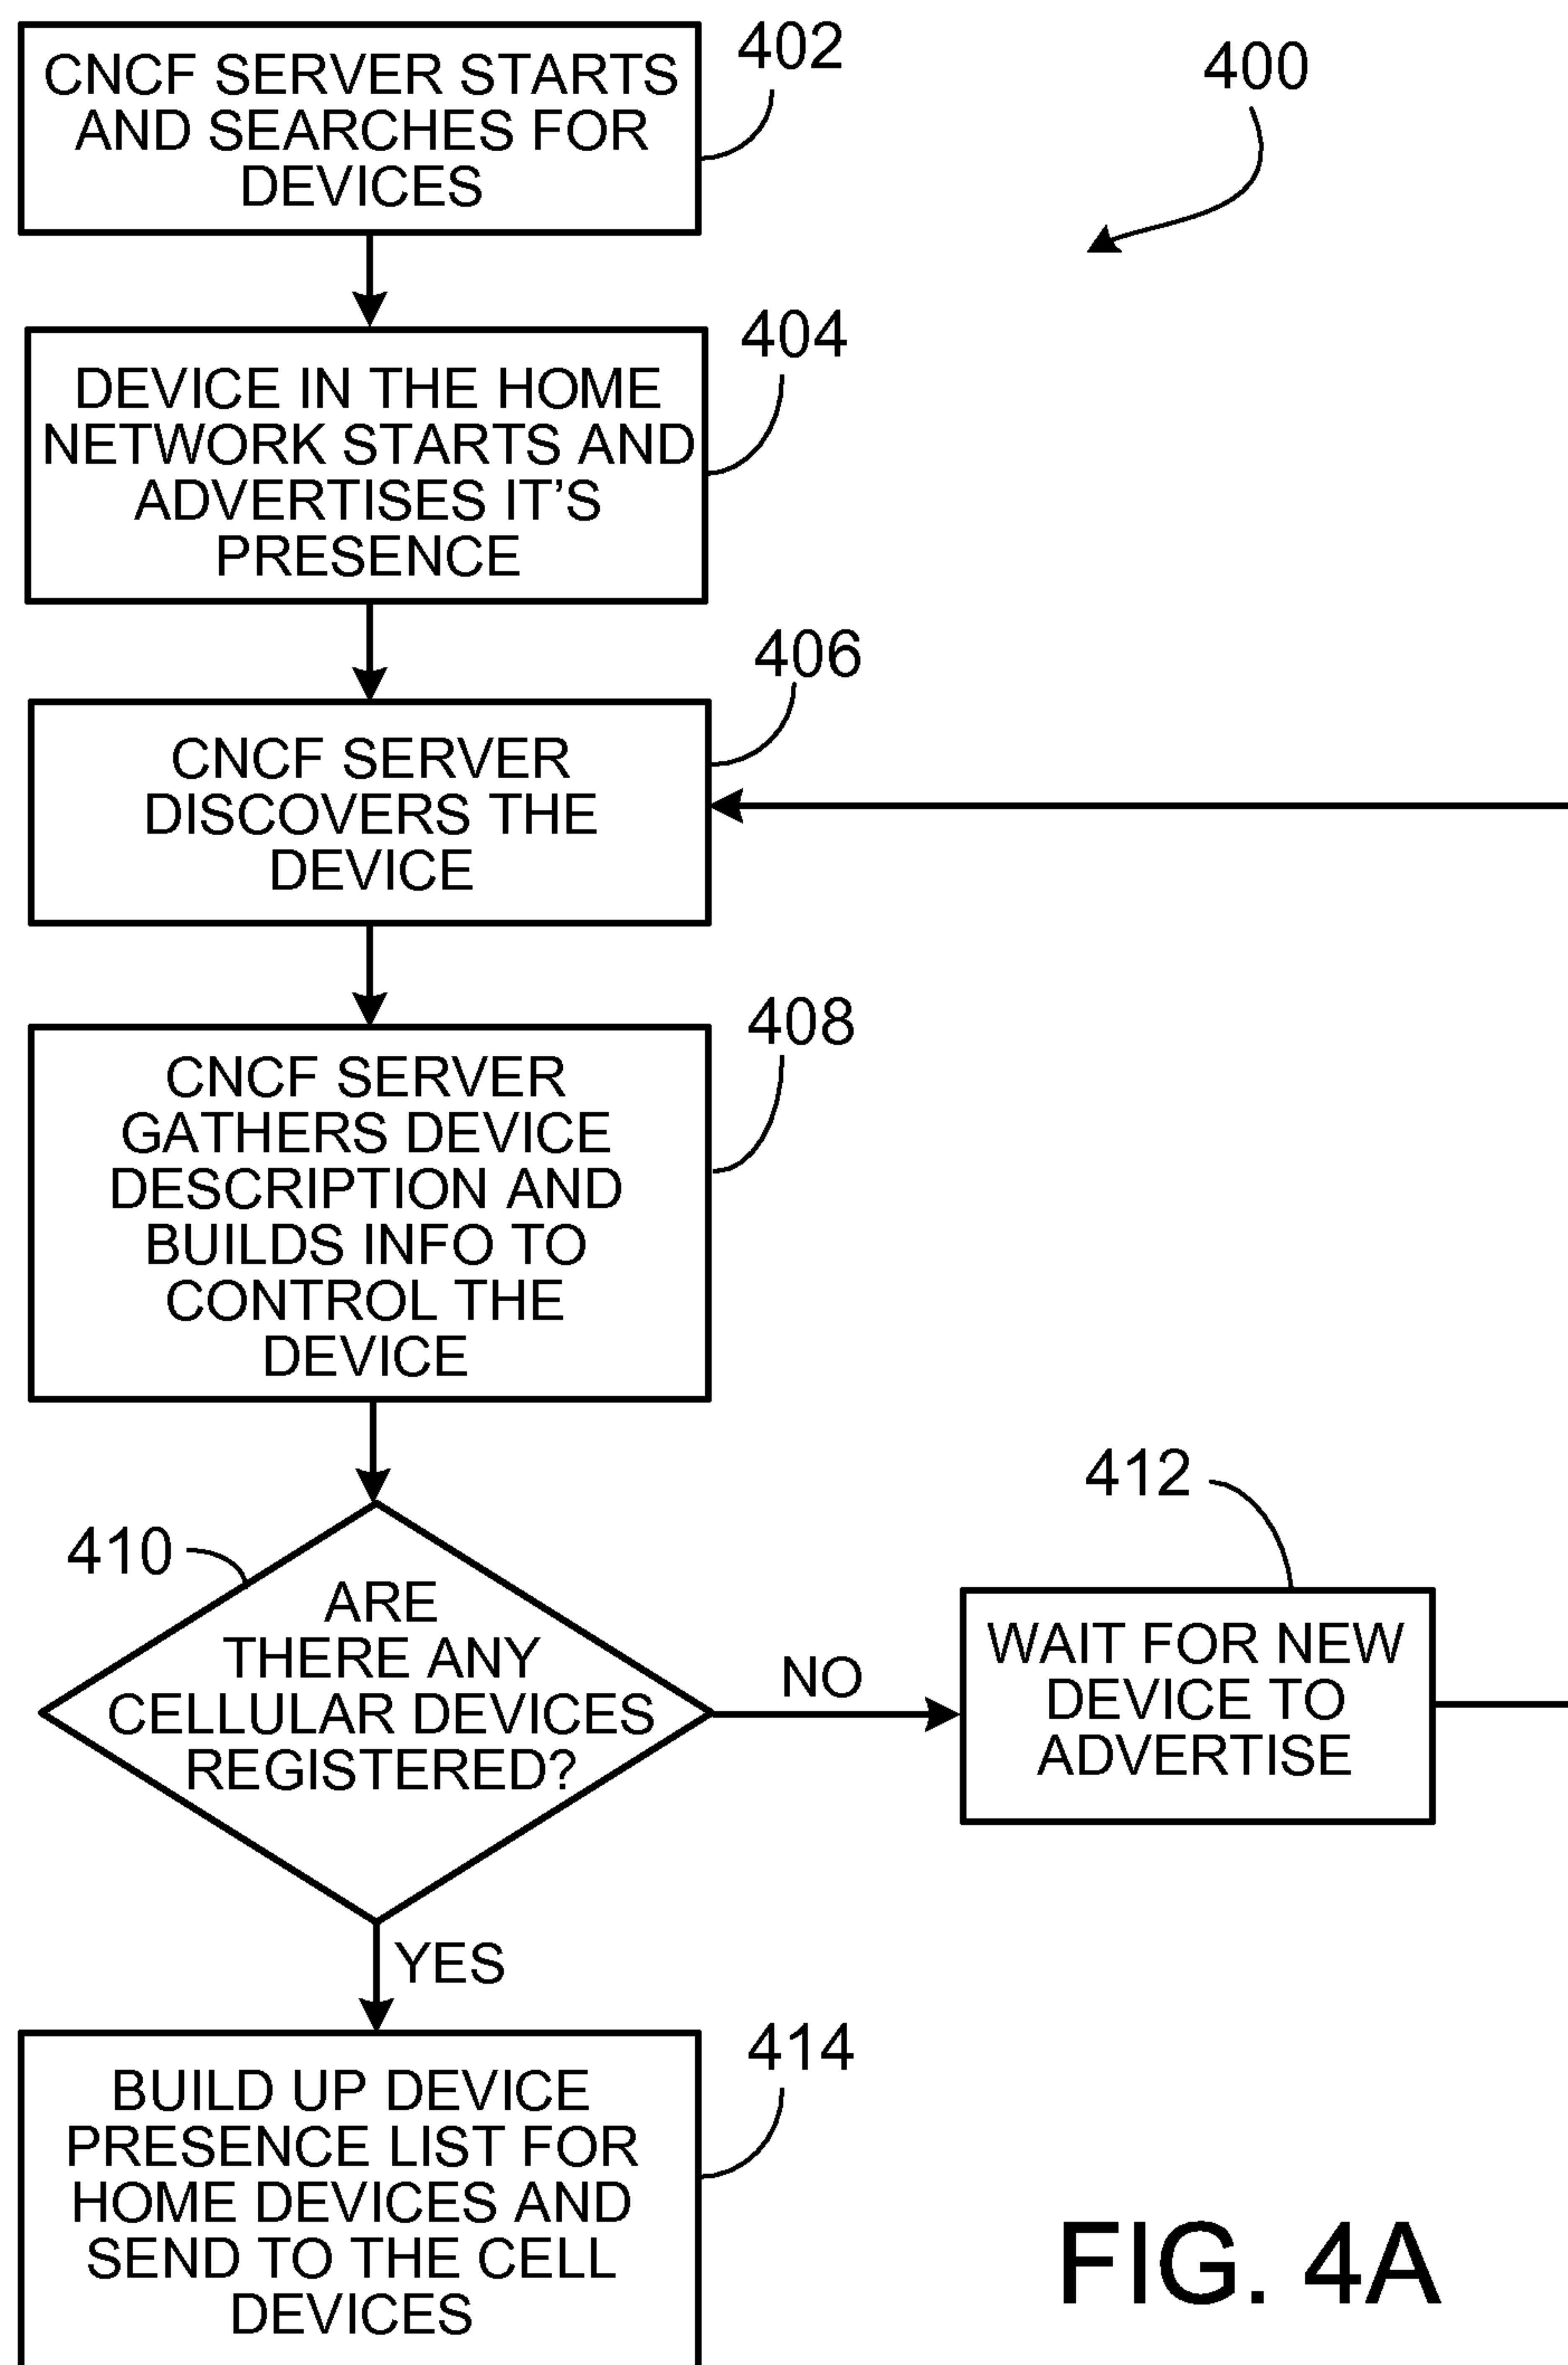 402
400
CNCF SERVER STARTS
AND SEARCHES FOR
DEVICES
404
DEVICE IN THE HOME
NETWORK STARTS AND
ADVERTISES IT'S
PRESENCE
406
CNCF SERVER
DISCOVERS THE
DEVICE
408
CNCF SERVER
GATHERS DEVICE
DESCRIPTION AND
BUILDS INFO TO
CONTROL THE
DEVICE
410
ARE
THERE ANY
CELLULAR DEVICES
REGISTERED?
NO
412
WAIT FOR NEW
DEVICE TO
ADVERTISE
YES
414
BUILD UP DEVICE
PRESENCE LIST FOR
HOME DEVICES AND
SEND TO THE CELL
DEVICES
FIG. 4A